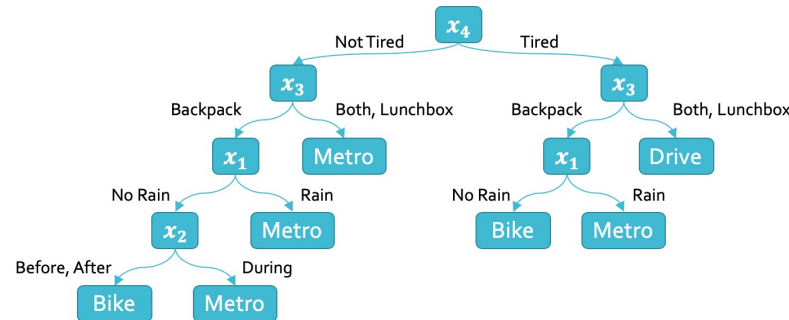 x₄
Not Tired Tired
x₃ x₃
Backpack Both, Lunchbox Backpack Both, Lunchbox
x₁ Metro x₁ Drive
No Rain Rain No Rain Rain
x₂ Metro Bike Metro
Before, After During
Bike Metro